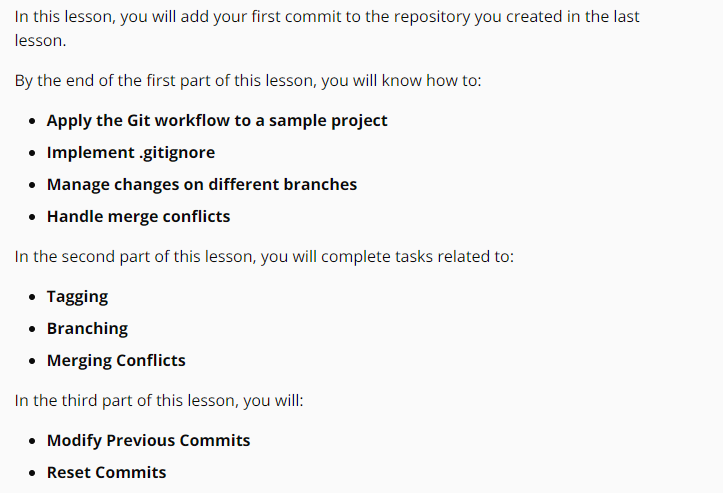 In this lesson, you will add your first commit to the repository you created in the last
lesson.
By the end of the first part of this lesson, you will know how to:
• Apply the Git workflow to a sample project
• Implement .gitignore
• Manage changes on different branches
• Handle merge conflicts
In the second part of this lesson, you will complete tasks related to:
• Tagging
• Branching
• Merging Conflicts
In the third part of this lesson, you will:
• Modify Previous Commits
• Reset Commits